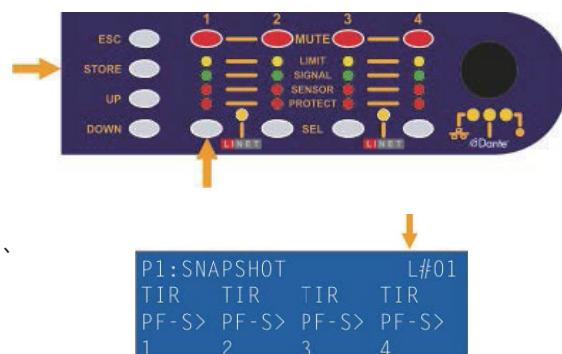 1 2 3 4
ESC MUTE
STORE LIMIT
SIGNAL
UP SENSOR
PROTECT
DOWN SEL
LINET LINET
Dante
、
P1:SNAPSHOT L#01
TIR TIR TIR TIR
PF-S> PF-S> PF-S> PF-S>
1 2 3 4